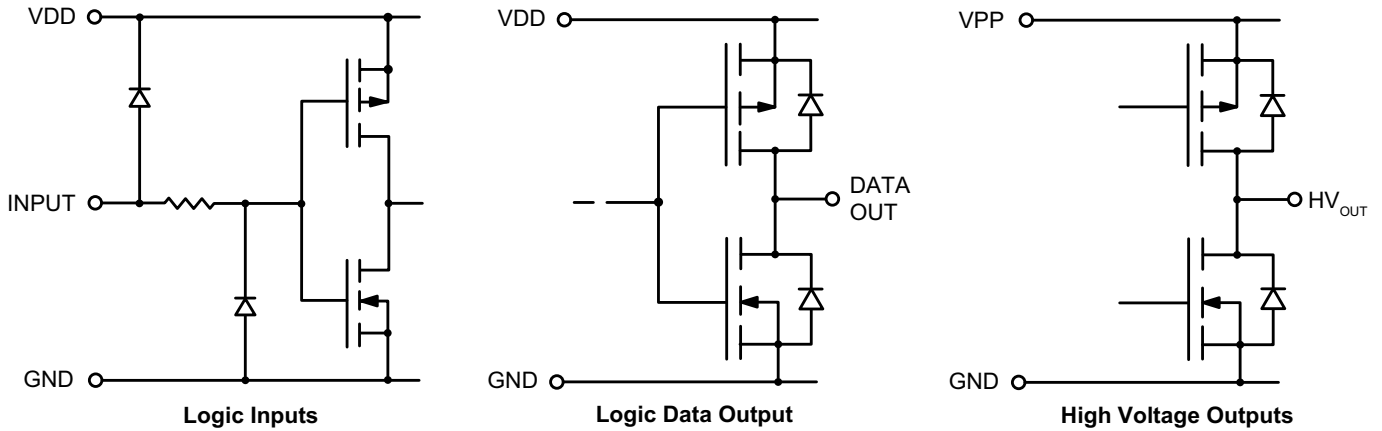 VDD
INPUT
GND
Logic Inputs
VDD
DATA
OUT
GND
Logic Data Output
VPP
HVOUT
GND
High Voltage Outputs